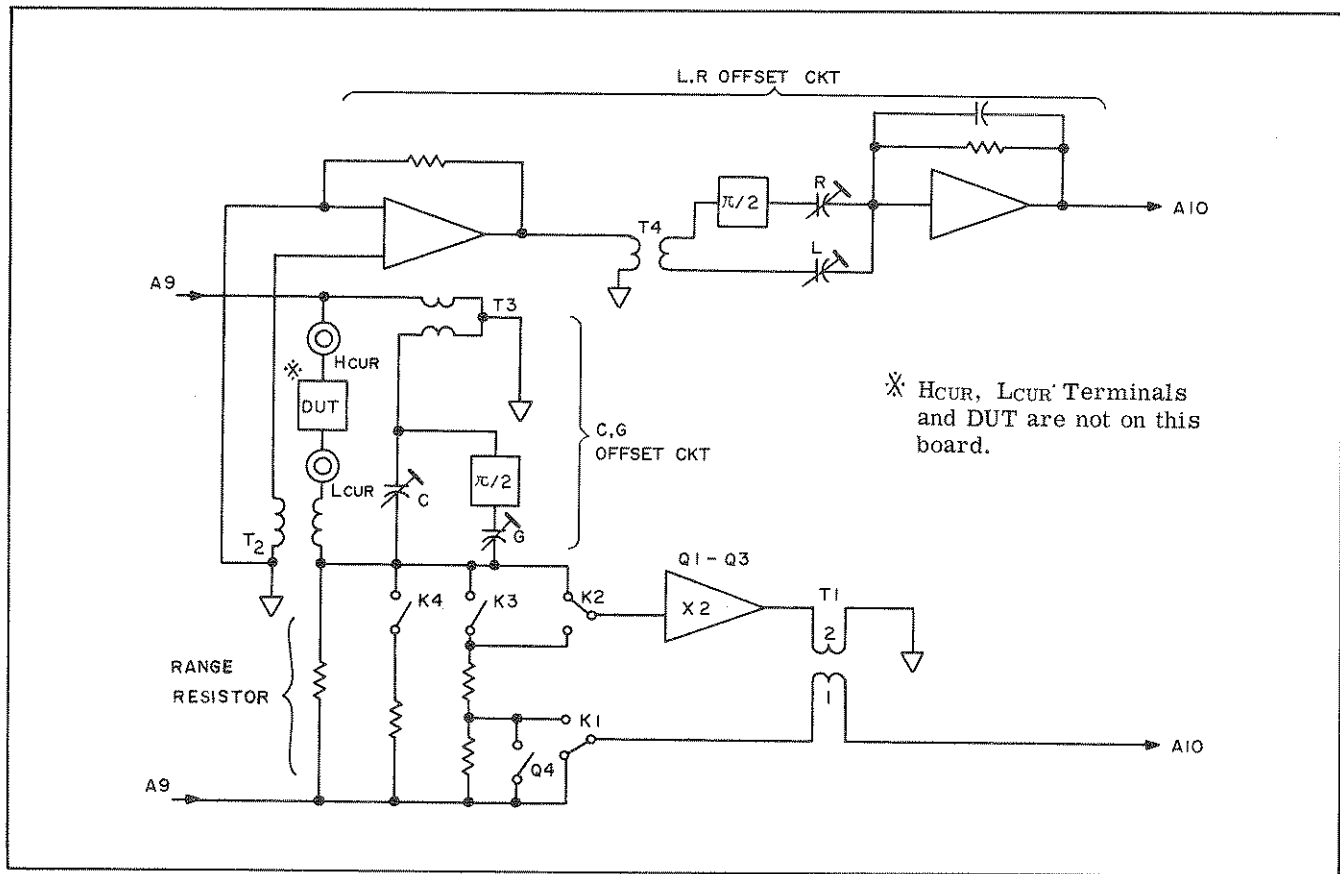 L.R OFFSET CKT
R
π/2
A10
T4
L
A9
T3
HCUR
※
DUT
※ HCUR, LCUR Terminals
and DUT are not on this
board.
C,G
OFFSET CKT
π/2
LCUR
C
G
T2
Q1-Q3
K4
K3
K2
X2
T1
2
RANGE
RESISTOR
1
K1
Q4
A10
A9